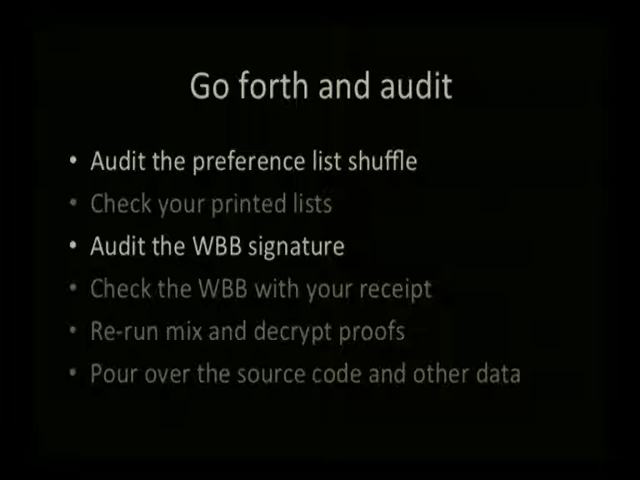 Go forth and audit
• Audit the preference list shuffle
• Check your printed lists
• Audit the WBB signature
• Check the WBB with your receipt
• Re-run mix and decrypt proofs
• Pour over the source code and other data